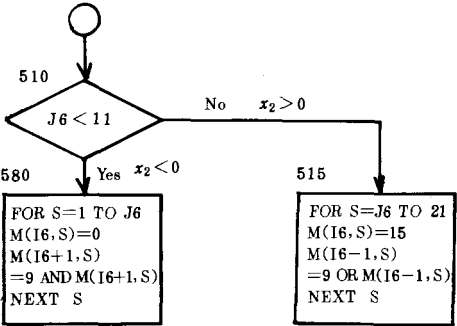 510
J6<11
No x₂>0
580
Yes x₂<0
515
FOR S=1 TO J6
M(I6,S)=0
M(I6+1,S)
=9 AND M(I6+1,S)
NEXT S
FOR S=J6 TO 21
M(I6,S)=15
M(I6−1,S)
=9 OR M(I6−1,S)
NEXT S